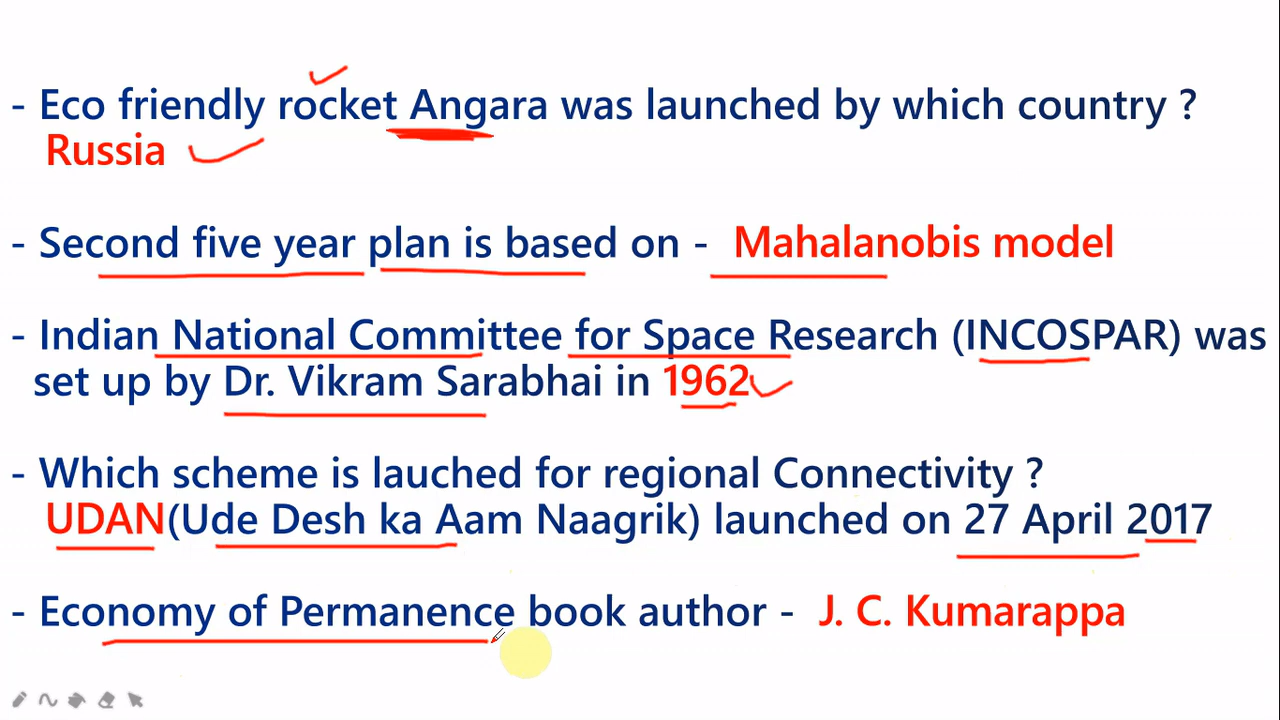 - Eco friendly rocket Angara was launched by which country ?
Russia
- Second five year plan is based on - Mahalanobis model
- Indian National Committee for Space Research (INCOSPAR) was
set up by Dr. Vikram Sarabhai in 1962
- Which scheme is lauched for regional Connectivity ?
UDAN(Ude Desh ka Aam Naagrik) launched on 27 April 2017
- Economy of Permanence book author - J. C. Kumarappa